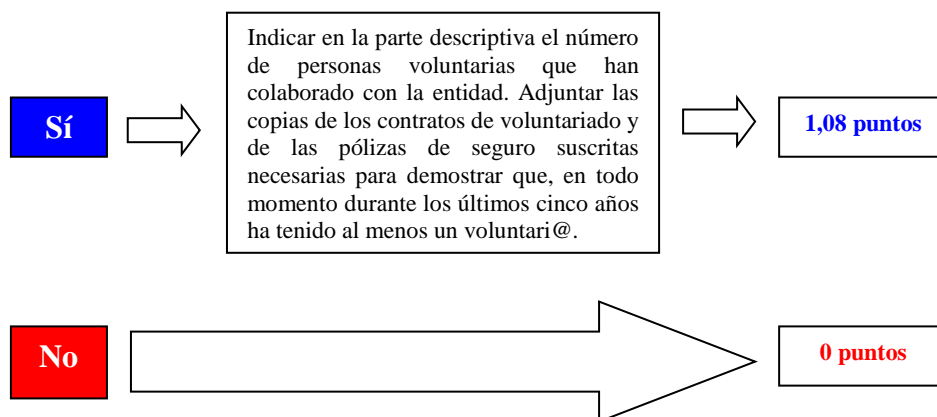 Indicar en la parte descriptiva el número
de personas voluntarias que han
colaborado con la entidad. Adjuntar las
copias de los contratos de voluntariado y
de las pólizas de seguro suscritas
necesarias para demostrar que, en todo
momento durante los últimos cinco años
ha tenido al menos un voluntari@.
Sí
1,08 puntos
No
0 puntos